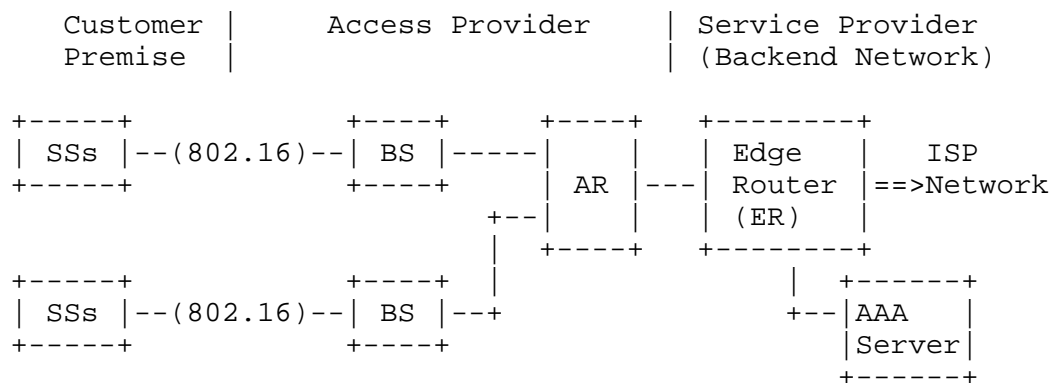 Customer |     Access Provider    | Service Provider
Premise  |                        | (Backend Network)
+-----+            +----+     +----+   +--------+
| SSs |--(802.16)--| BS |-----|    |   | Edge   |    ISP
+-----+            +----+     | AR |---| Router |==>Network
                           +--|    |   | (ER)   |
                           |  +----+   +--------+
+-----+            +----+  |                |  +------+
| SSs |--(802.16)--| BS |--+                +--|AAA   |
+-----+            +----+                      |Server|
                                               +------+